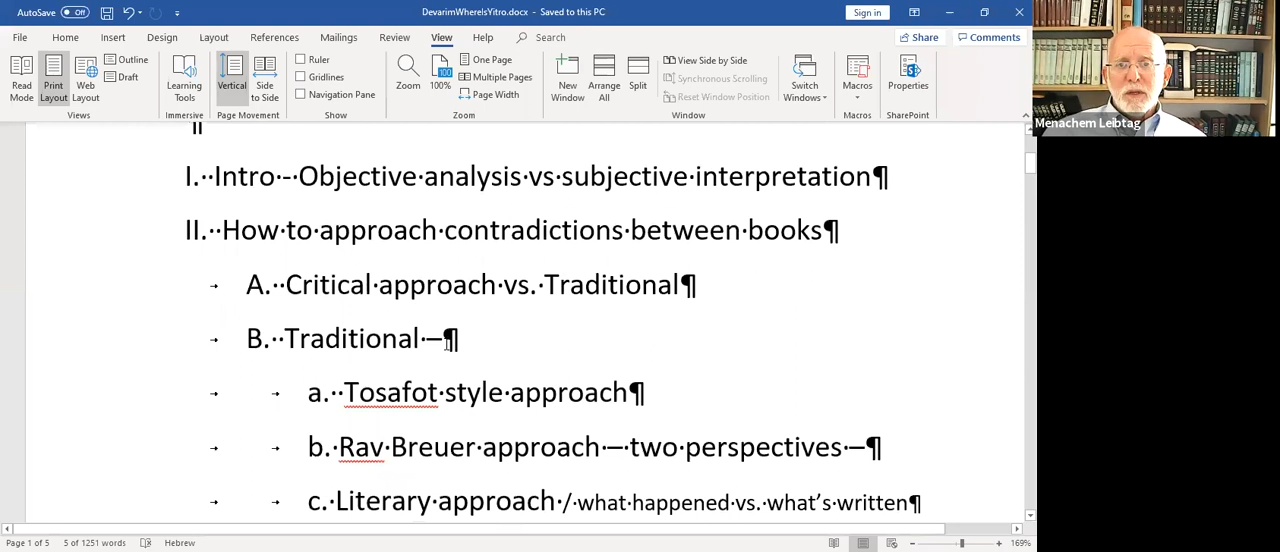 AutoSave Off DevarimWhereIsYitro.docx - Saved to this PC Sign in
File Home Insert Design Layout References Mailings Review View Help Search Share Comments
Read Mode
Print Layout
Web Layout
Outline
Draft
Views
Learning Tools
Immersive
Vertical
Side to Side
Page Movement
Ruler
Gridlines
Navigation Pane
Show
Zoom
100
100%
One Page
Multiple Pages
Page Width
Zoom
New Window
Arrange All
Split
View Side by Side
Synchronous Scrolling
Reset Window Position
Switch Windows
Window
Macros
Macros
Properties
SharePoint
Menachem Leibtag
I. Intro - Objective analysis vs subjective interpretation¶
II. How to approach contradictions between books¶
A. Critical approach vs. Traditional¶
B. Traditional –¶
a. Tosafot style approach¶
b. Rav Breuer approach – two perspectives –¶
c. Literary approach / what happened vs. what's written¶
Page 1 of 5 5 of 1251 words Hebrew 169%